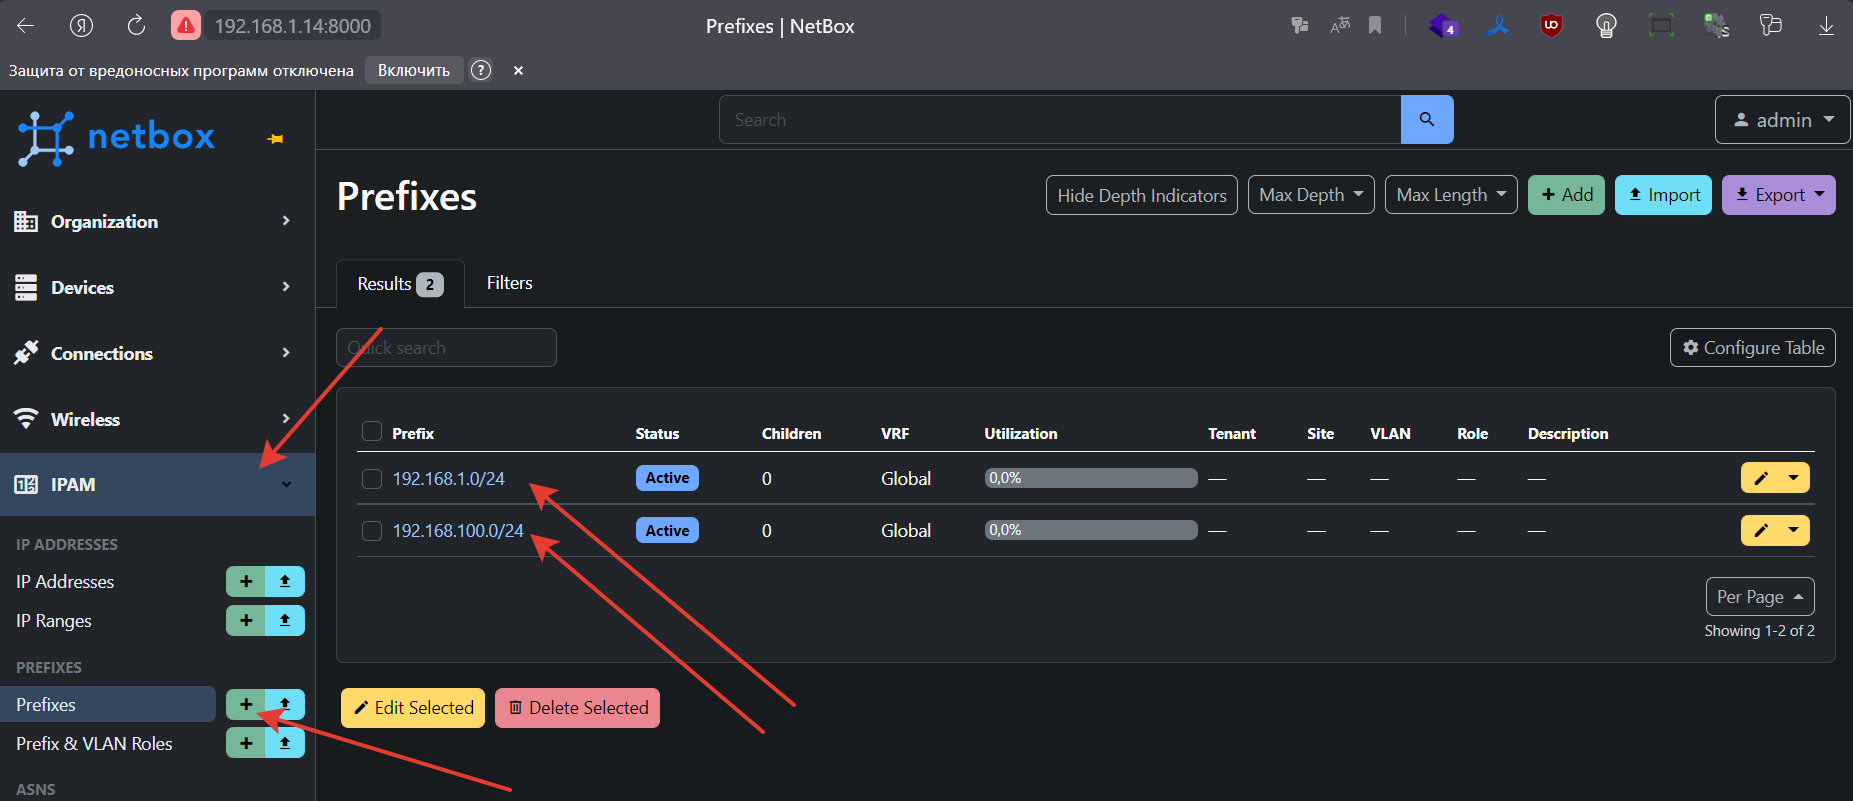 192.168.1.14:8000
Prefixes | NetBox
4
Защита от вредоносных программ отключена
Включить
?
netbox
Search
admin
Prefixes
Hide Depth Indicators
Max Depth
Max Length
+ Add
Import
Export
Organization
Devices
Connections
Wireless
IPAM
IP ADDRESSES
IP Addresses
IP Ranges
PREFIXES
Prefixes
Prefix & VLAN Roles
ASNS
Results 2
Filters
Quick search
Configure Table
Prefix Status Children VRF Utilization Tenant Site VLAN Role Description
192.168.1.0/24 Active 0 Global 0,0% — — — — —
192.168.100.0/24 Active 0 Global 0,0% — — — — —
Per Page
Showing 1-2 of 2
Edit Selected
Delete Selected